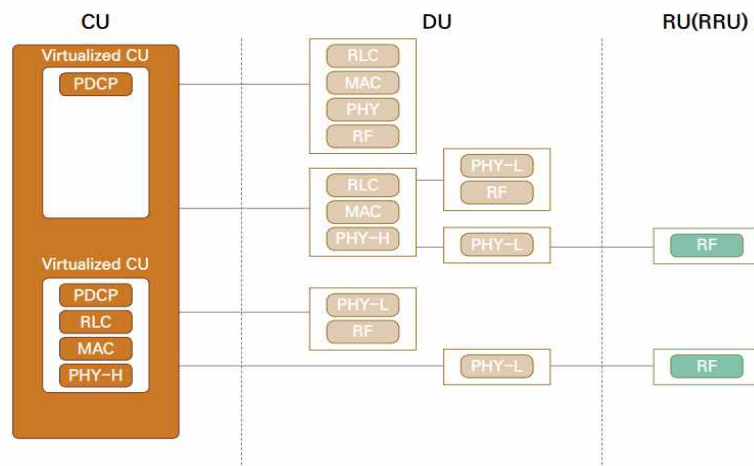 CU DU RU(RRU)
Virtualized CU
PDCP
RLC
MAC
PHY
RF
RLC
MAC
PHY-H
PHY-L
RF
PHY-L
RF
Virtualized CU
PDCP
RLC
MAC
PHY-H
PHY-L
RF
PHY-L
RF